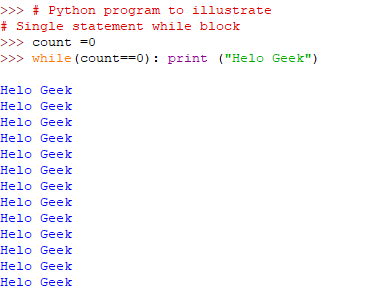 >>> # Python program to illustrate
# Single statement while block
>>> count =0
>>> while(count==0): print ("Helo Geek")
Helo Geek
Helo Geek
Helo Geek
Helo Geek
Helo Geek
Helo Geek
Helo Geek
Helo Geek
Helo Geek
Helo Geek
Helo Geek
Helo Geek
Helo Geek